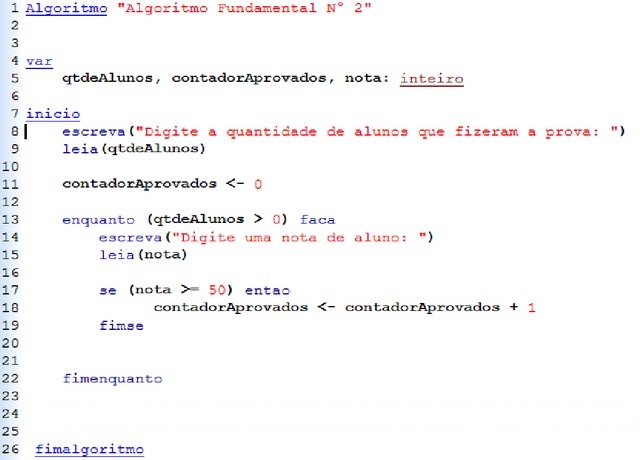 1 Algoritmo "Algoritmo Fundamental N° 2"
2
3
4 var
5 qtdeAlunos, contadorAprovados, nota: inteiro
6
7 inicio
8 escreva("Digite a quantidade de alunos que fizeram a prova: ")
9 leia(qtdeAlunos)
10
11 contadorAprovados <- 0
12
13 enquanto (qtdeAlunos > 0) faca
14 escreva("Digite uma nota de aluno: ")
15 leia(nota)
16
17 se (nota >= 50) entao
18 contadorAprovados <- contadorAprovados + 1
19 fimse
20
21
22 fimenquanto
23
24
25
26 fimalgoritmo